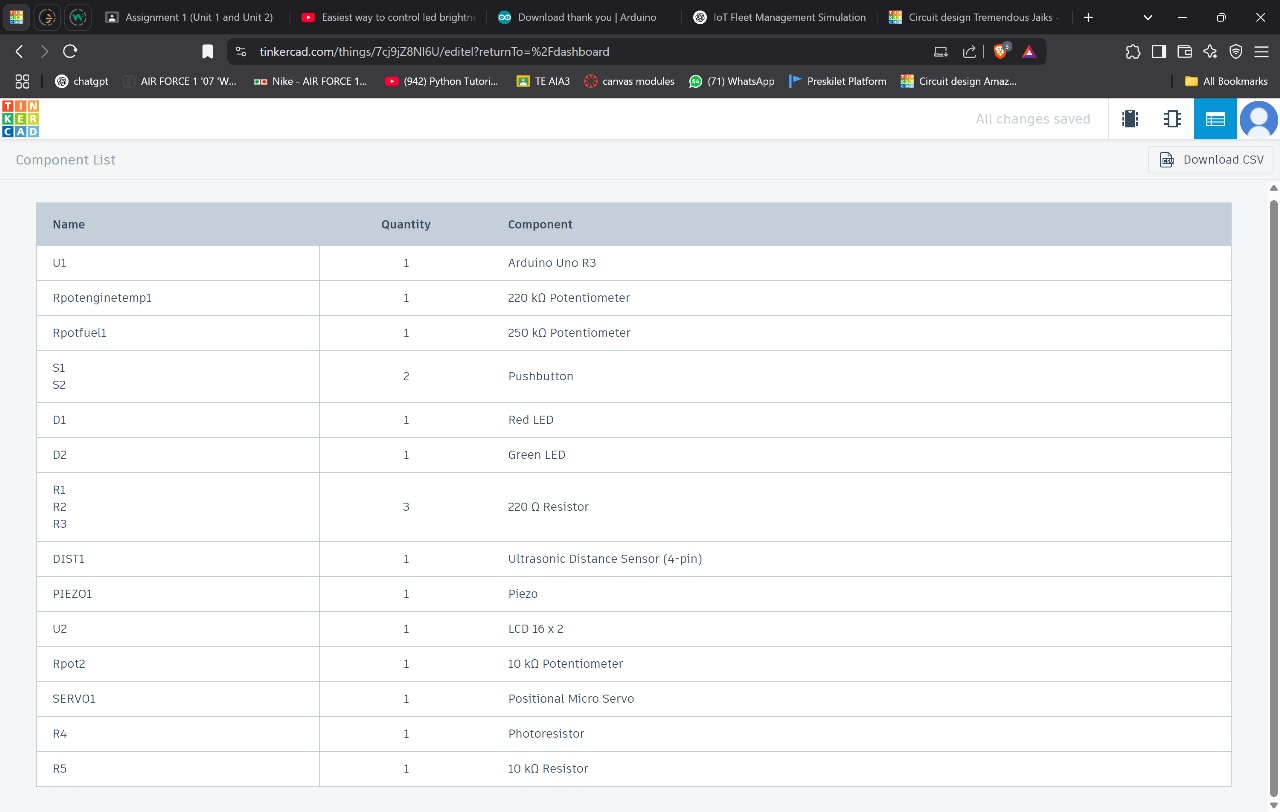 Assignment 1 (Unit 1 and Unit 2)
Easiest way to control led brightn
Download thank you | Arduino
IoT Fleet Management Simulation
Circuit design Tremendous Jaiks -
tinkercad.com/things/7cj9jZ8Nl6U/editel?returnTo=%2Fdashboard
chatgpt
AIR FORCE 1 '07 'W...
Nike - AIR FORCE 1...
(942) Python Tutori...
TE AIA3
canvas modules
(71) WhatsApp
Preskilet Platform
Circuit design Amaz...
All Bookmarks
TIN
KER
CAD
All changes saved
Component List
Download CSV
Name Quantity Component
U1 1 Arduino Uno R3
Rpotenginetemp1 1 220 kΩ Potentiometer
Rpotfuel1 1 250 kΩ Potentiometer
S1
S2
2 Pushbutton
D1 1 Red LED
D2 1 Green LED
R1
R2
R3
3 220 Ω Resistor
DIST1 1 Ultrasonic Distance Sensor (4-pin)
PIEZO1 1 Piezo
U2 1 LCD 16 x 2
Rpot2 1 10 kΩ Potentiometer
SERVO1 1 Positional Micro Servo
R4 1 Photoresistor
R5 1 10 kΩ Resistor